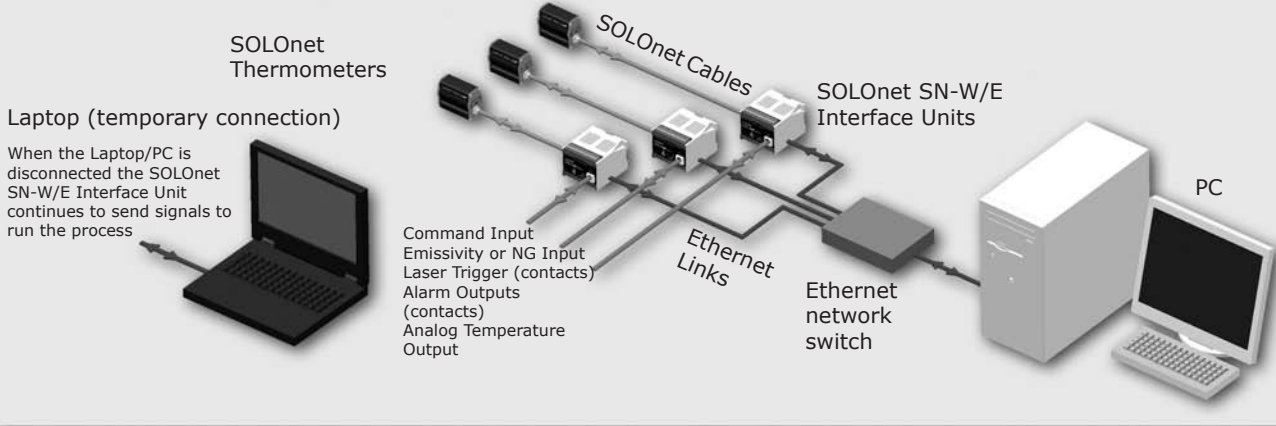 SOLOnet
Thermometers
SOLOnet Cables
SOLOnet SN-W/E
Interface Units
Laptop (temporary connection)
When the Laptop/PC is
disconnected the SOLOnet
SN-W/E Interface Unit
continues to send signals to
run the process
PC
Command Input
Emissivity or NG Input
Laser Trigger (contacts)
Alarm Outputs
(contacts)
Analog Temperature
Output
Ethernet
Links
Ethernet
network
switch